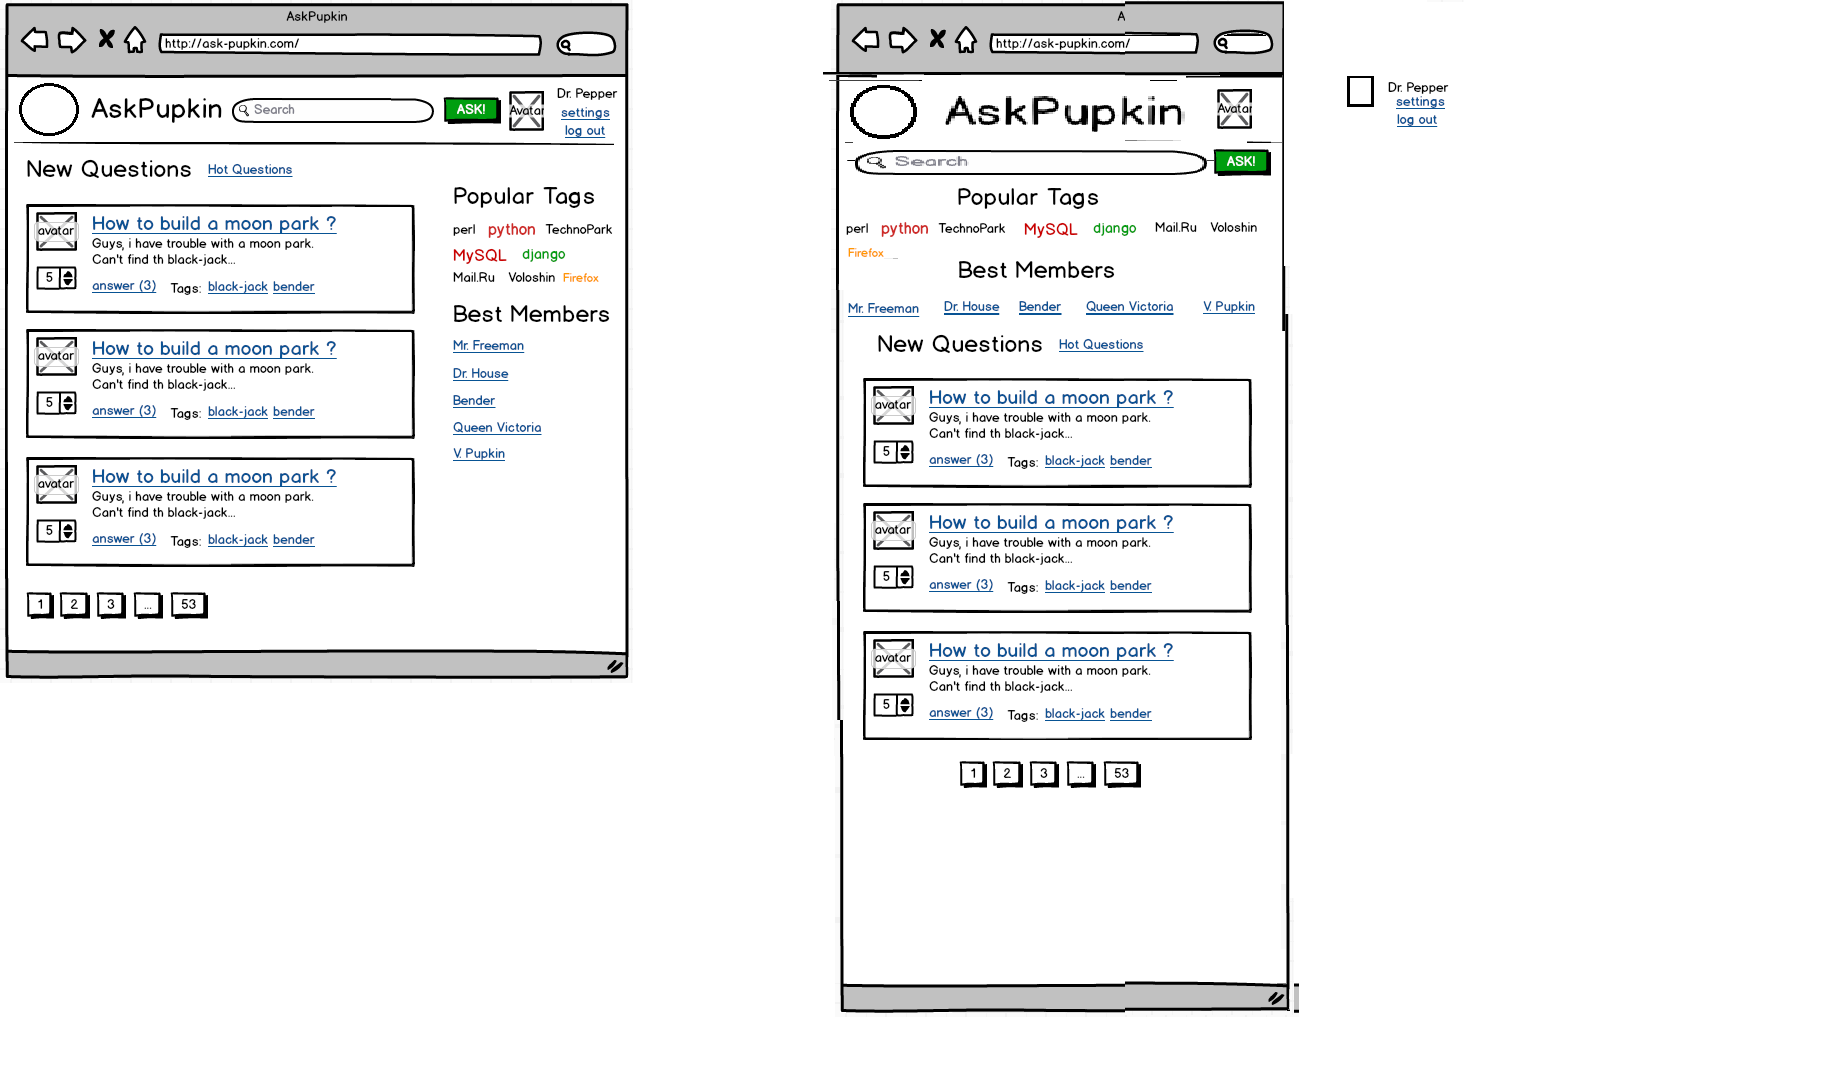 AskPupkin
http://ask-pupkin.com/
AskPupkin
Search
ASK!
Avatar
Dr. Pepper
settings
log out
New Questions
Hot Questions
avatar
How to build a moon park ?
Guys, i have trouble with a moon park.
Can't find th black-jack...
5
answer (3)
Tags: black-jack bender
avatar
How to build a moon park ?
Guys, i have trouble with a moon park.
Can't find th black-jack...
5
answer (3)
Tags: black-jack bender
avatar
How to build a moon park ?
Guys, i have trouble with a moon park.
Can't find th black-jack...
5
answer (3)
Tags: black-jack bender
1 2 3 ... 53
Popular Tags
perl python TechnoPark
MySQL django
Mail.Ru Voloshin Firefox
Best Members
Mr. Freeman
Dr. House
Bender
Queen Victoria
V. Pupkin
A
http://ask-pupkin.com/
AskPupkin
Avatar
Search
ASK!
Popular Tags
perl python TechnoPark MySQL django Mail.Ru Voloshin
Firefox
Best Members
Mr. Freeman Dr. House Bender Queen Victoria V. Pupkin
New Questions
Hot Questions
avatar
How to build a moon park ?
Guys, i have trouble with a moon park.
Can't find th black-jack...
5
answer (3)
Tags: black-jack bender
avatar
How to build a moon park ?
Guys, i have trouble with a moon park.
Can't find th black-jack...
5
answer (3)
Tags: black-jack bender
avatar
How to build a moon park ?
Guys, i have trouble with a moon park.
Can't find th black-jack...
5
answer (3)
Tags: black-jack bender
1 2 3 ... 53
Dr. Pepper
settings
log out